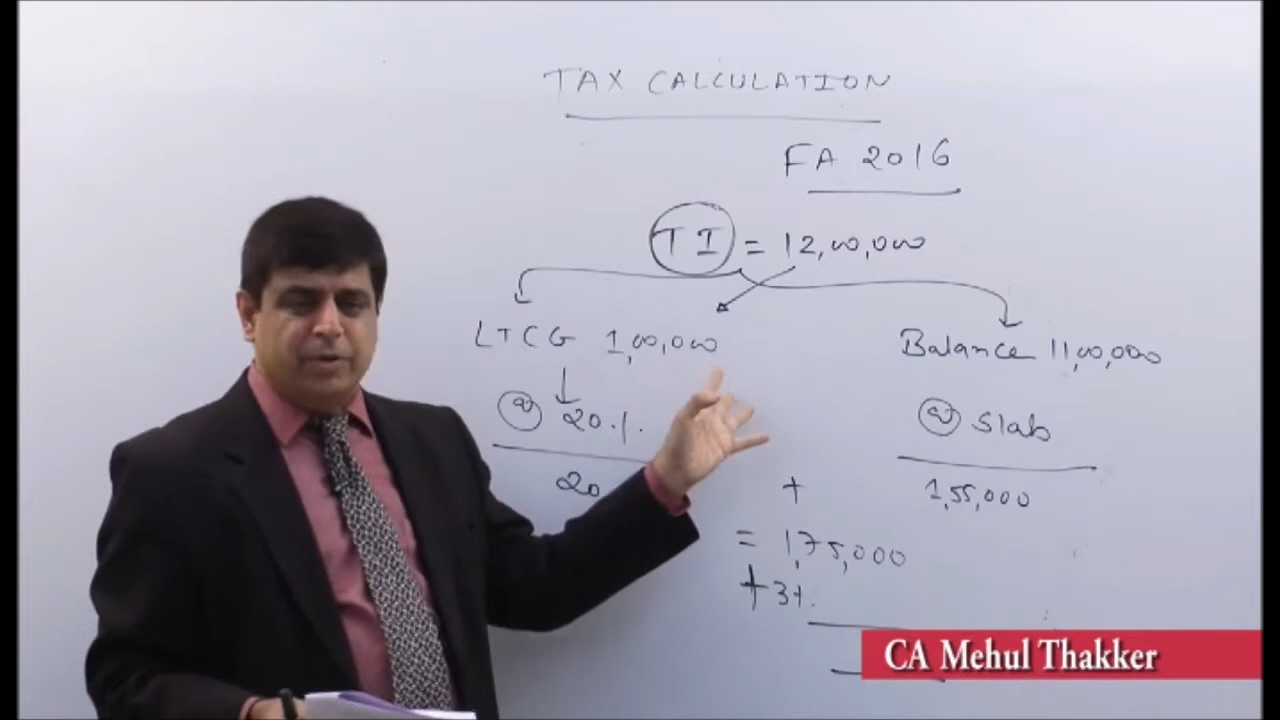 TAX CALCULATION
FA 2016
TI = 12,00,000
LTCG 1,00,000
Balance 11,00,000
@ 20%.
@ Slab
20
+
1,55,000
= 1,75,000
+ 3%.
CA Mehul Thakker